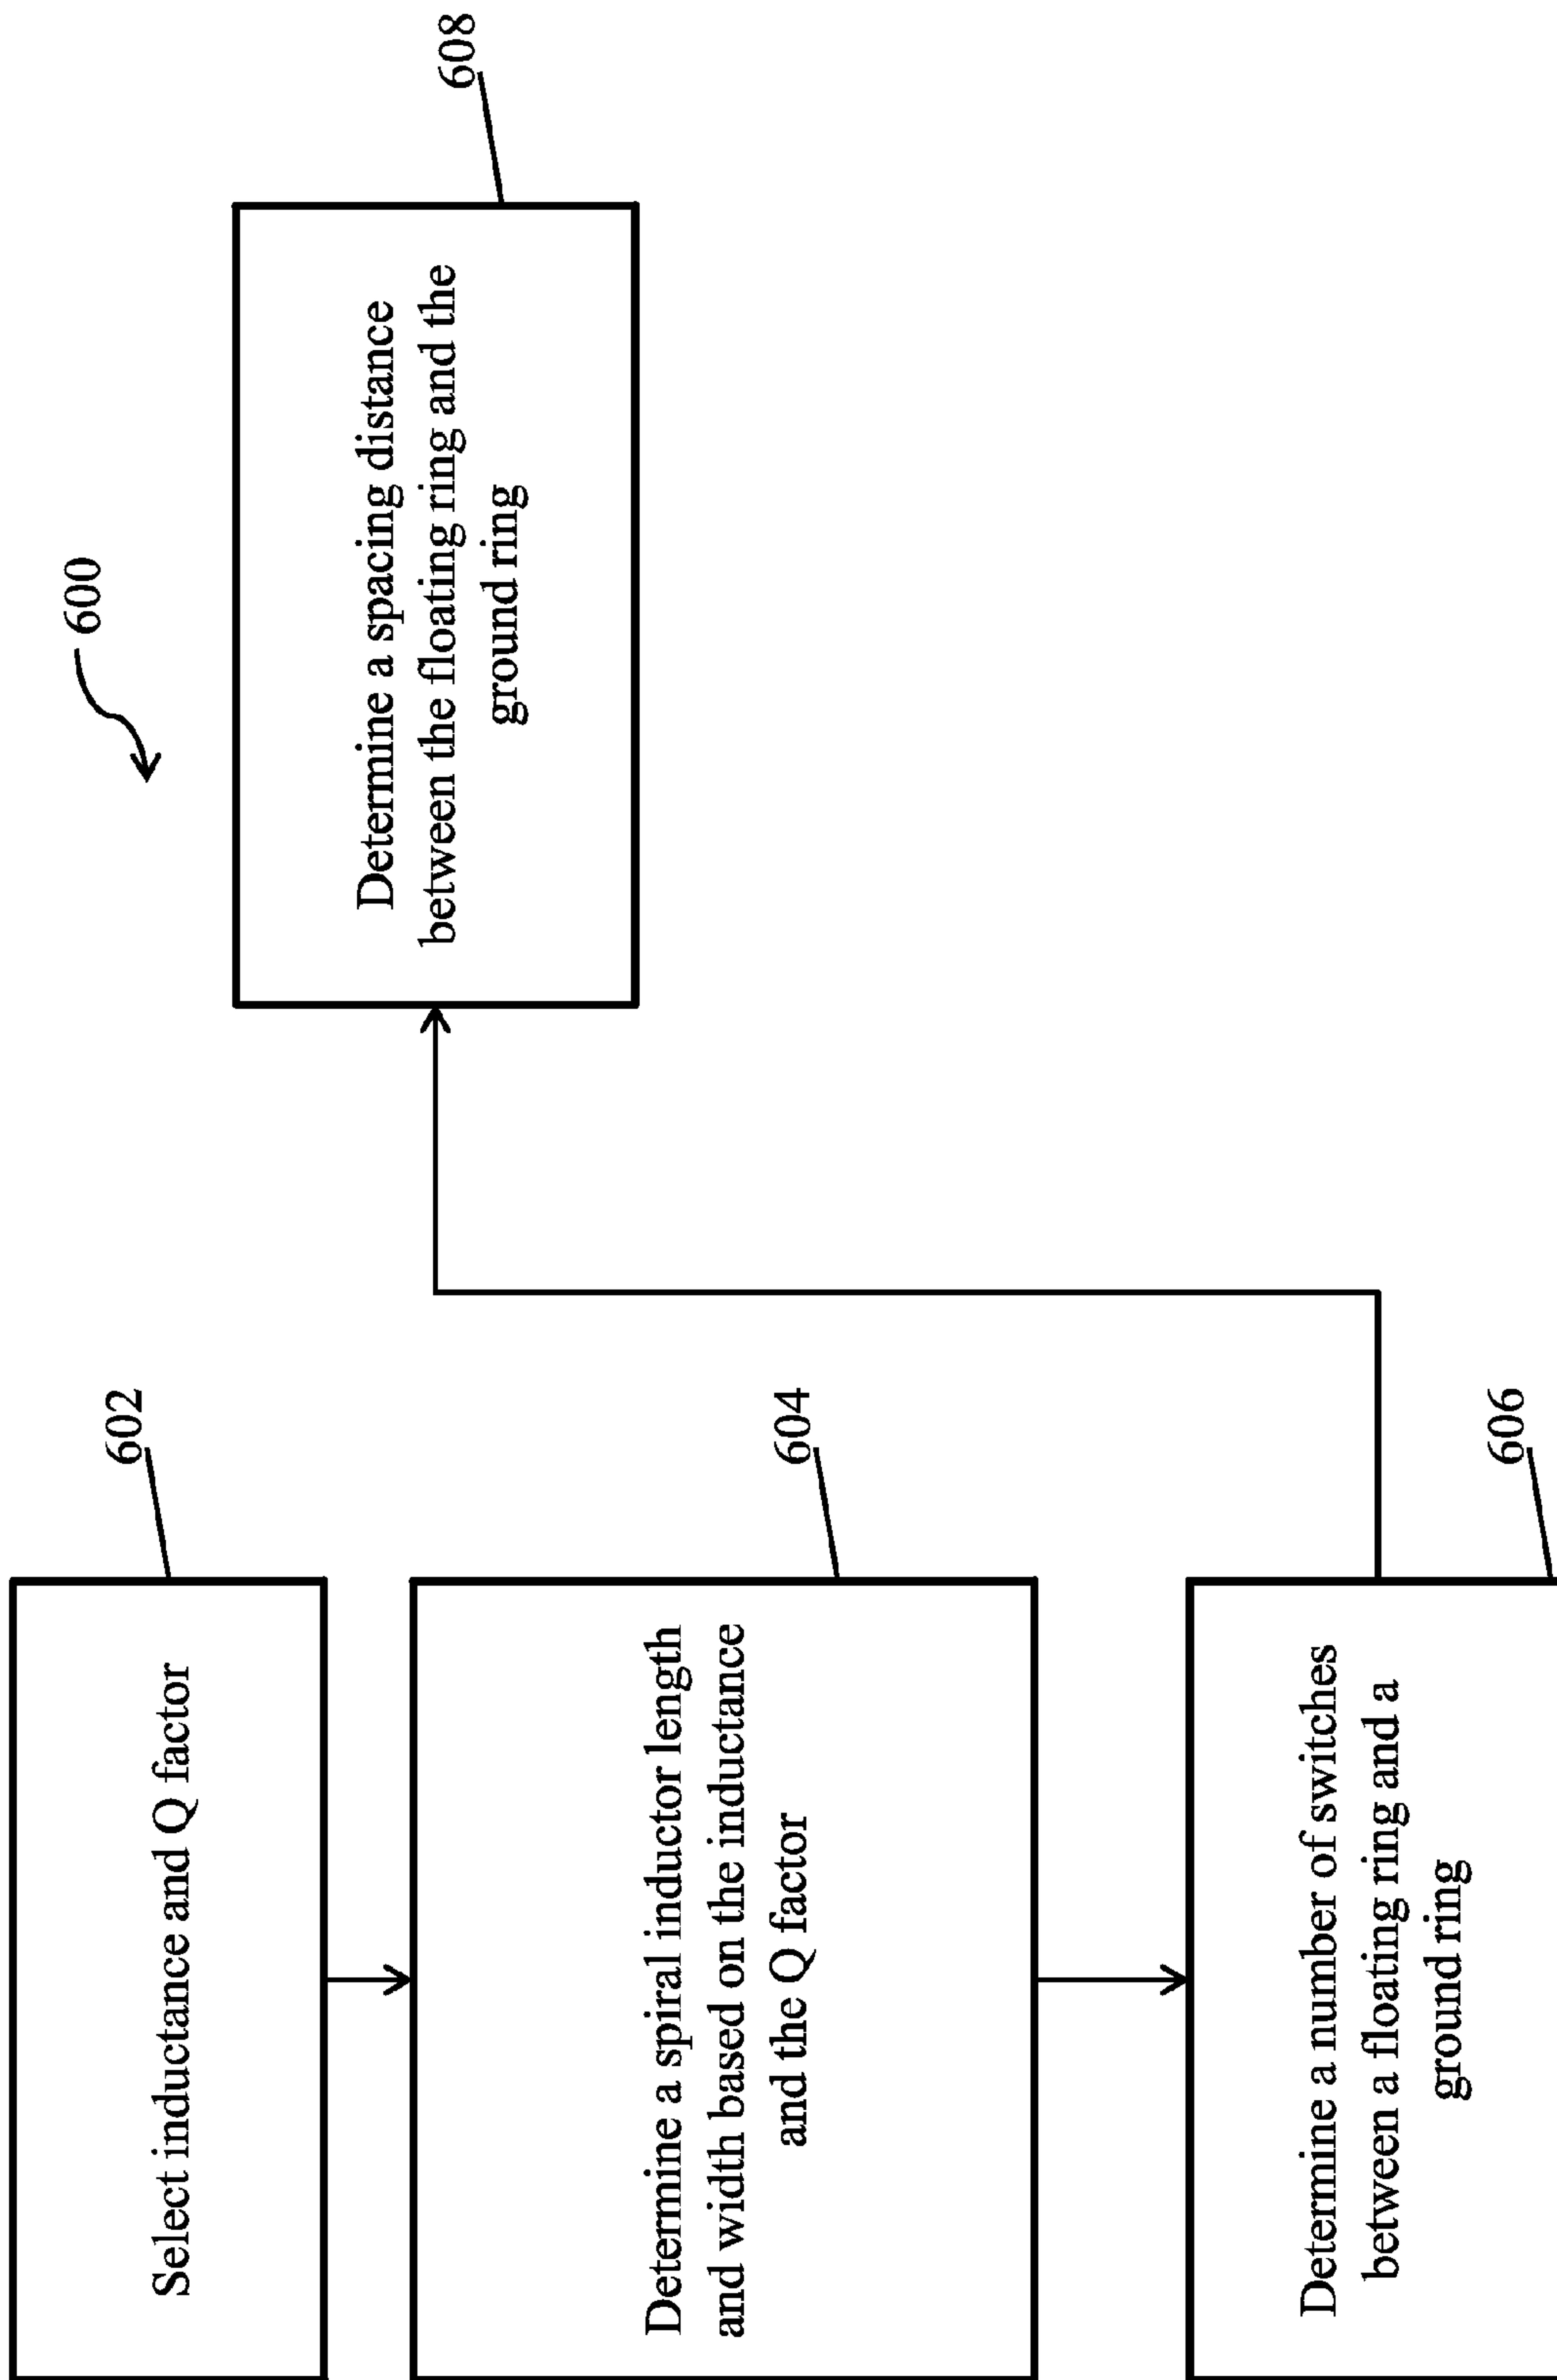 600
602
Select inductance and Q factor
604
Determine a spiral inductor length
and width based on the inductance
and the Q factor
606
Determine a number of switches
between a floating ring and a
ground ring
608
Determine a spacing distance
between the floating ring and the
ground ring